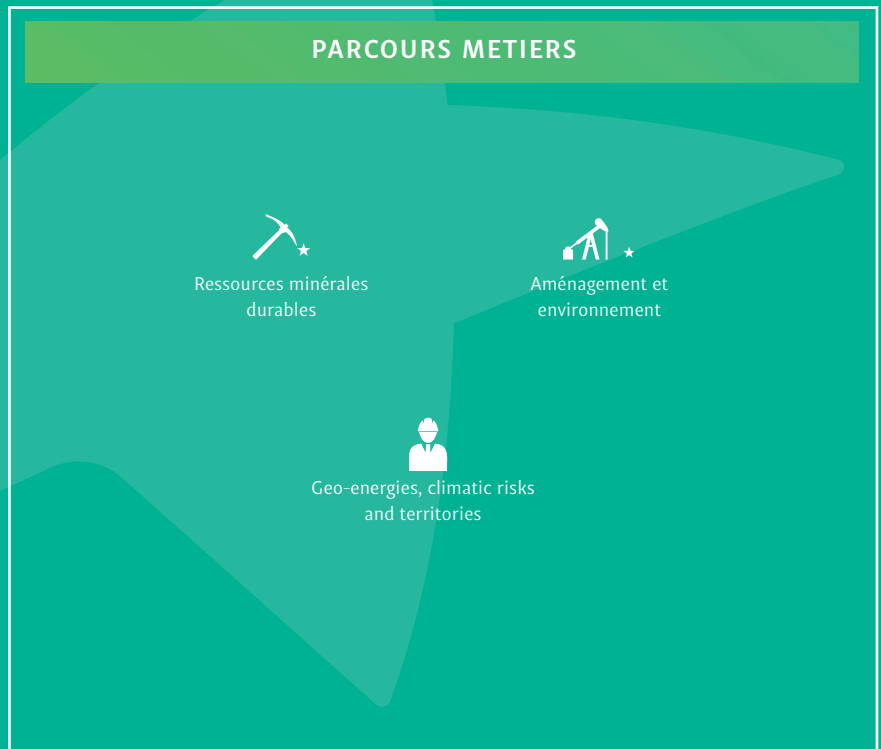 PARCOURS METIERS
Ressources minérales
durables
Aménagement et
environnement
Geo-energies, climatic risks
and territories